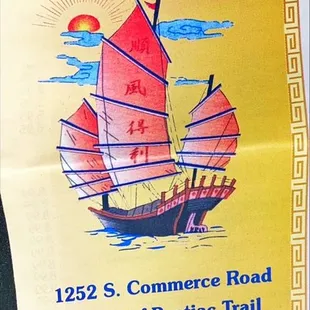 順風得利
1252 S. Commerce Road
Pontiac Trail